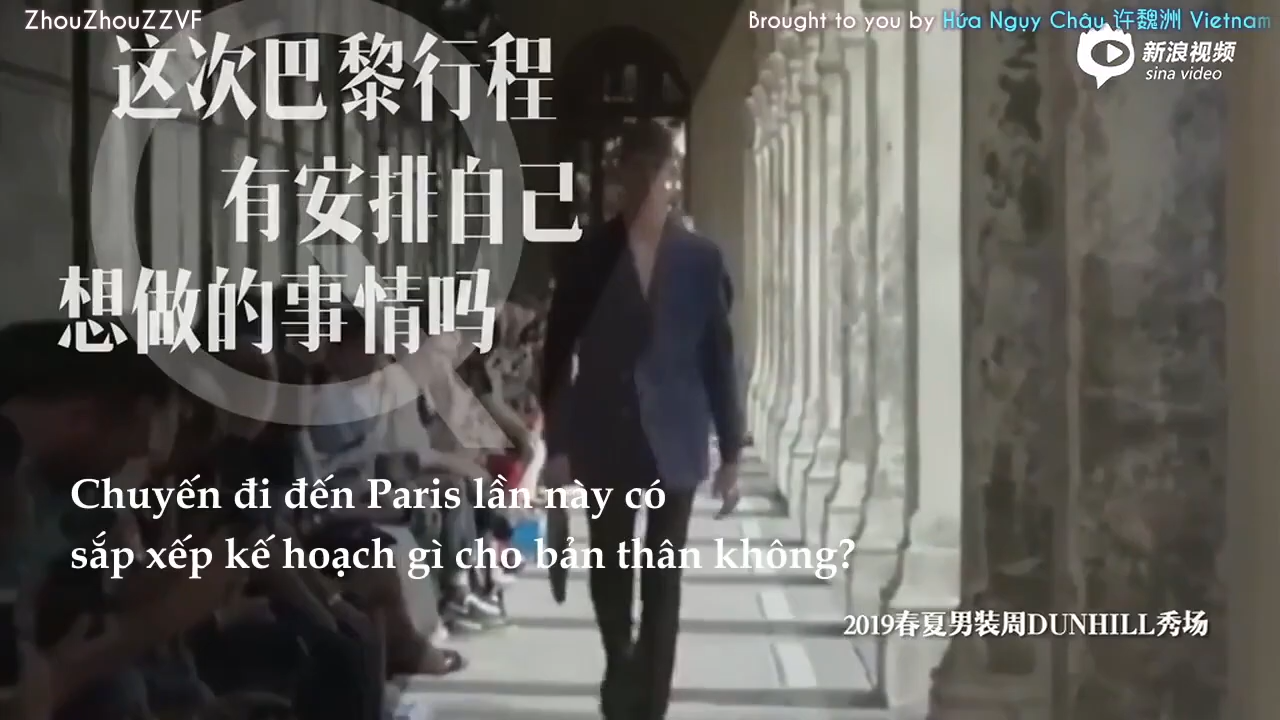 ZhouZhouZZVF
Brought to you by Hứa Ngụy Châu 许魏洲 Vietnam
新浪视频
sina video
这次巴黎行程
有安排自己
想做的事情吗
Chuyến đi đến Paris lần này có
sắp xếp kế hoạch gì cho bản thân không?
2019春夏男装周DUNHILL秀场